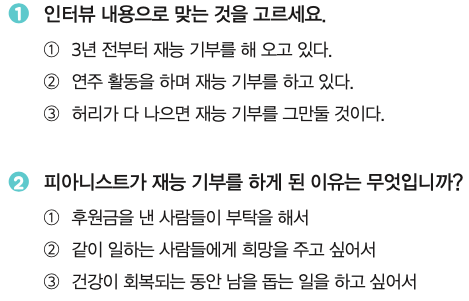 1 인터뷰 내용으로 맞는 것을 고르세요.
① 3년 전부터 재능 기부를 해 오고 있다.
② 연주 활동을 하며 재능 기부를 하고 있다.
③ 허리가 다 나으면 재능 기부를 그만둘 것이다.
2 피아니스트가 재능 기부를 하게 된 이유는 무엇입니까?
① 후원금을 낸 사람들이 부탁을 해서
② 같이 일하는 사람들에게 희망을 주고 싶어서
③ 건강이 회복되는 동안 남을 돕는 일을 하고 싶어서